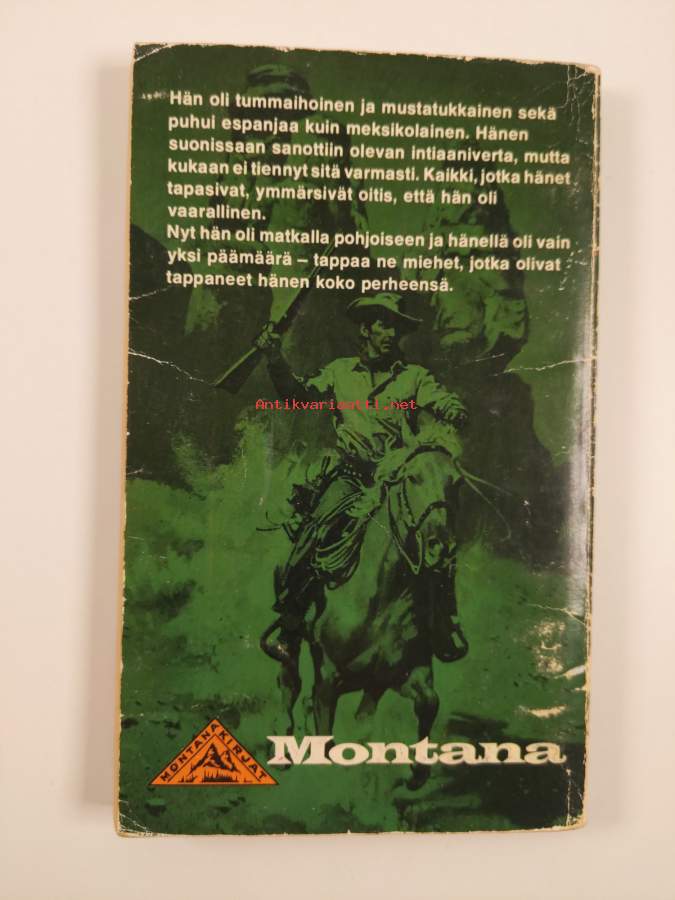 Hän oli tummaihoinen ja mustatukkainen sekä
puhui espanjaa kuin meksikolainen. Hänen
suonissaan sanottiin olevan intiaaniverta, mutta
kukaan ei tiennyt sitä varmasti. Kaikki, jotka hänet
tapasivat, ymmärsivät oitis, että hän oli
vaarallinen.
Nyt hän oli matkalla pohjoiseen ja hänellä oli vain
yksi päämäärä – tappaa ne miehet, jotka olivat
tappaneet hänen koko perheensä.
Antikvariaatti.net
MONTANAKIRJAT
Montana